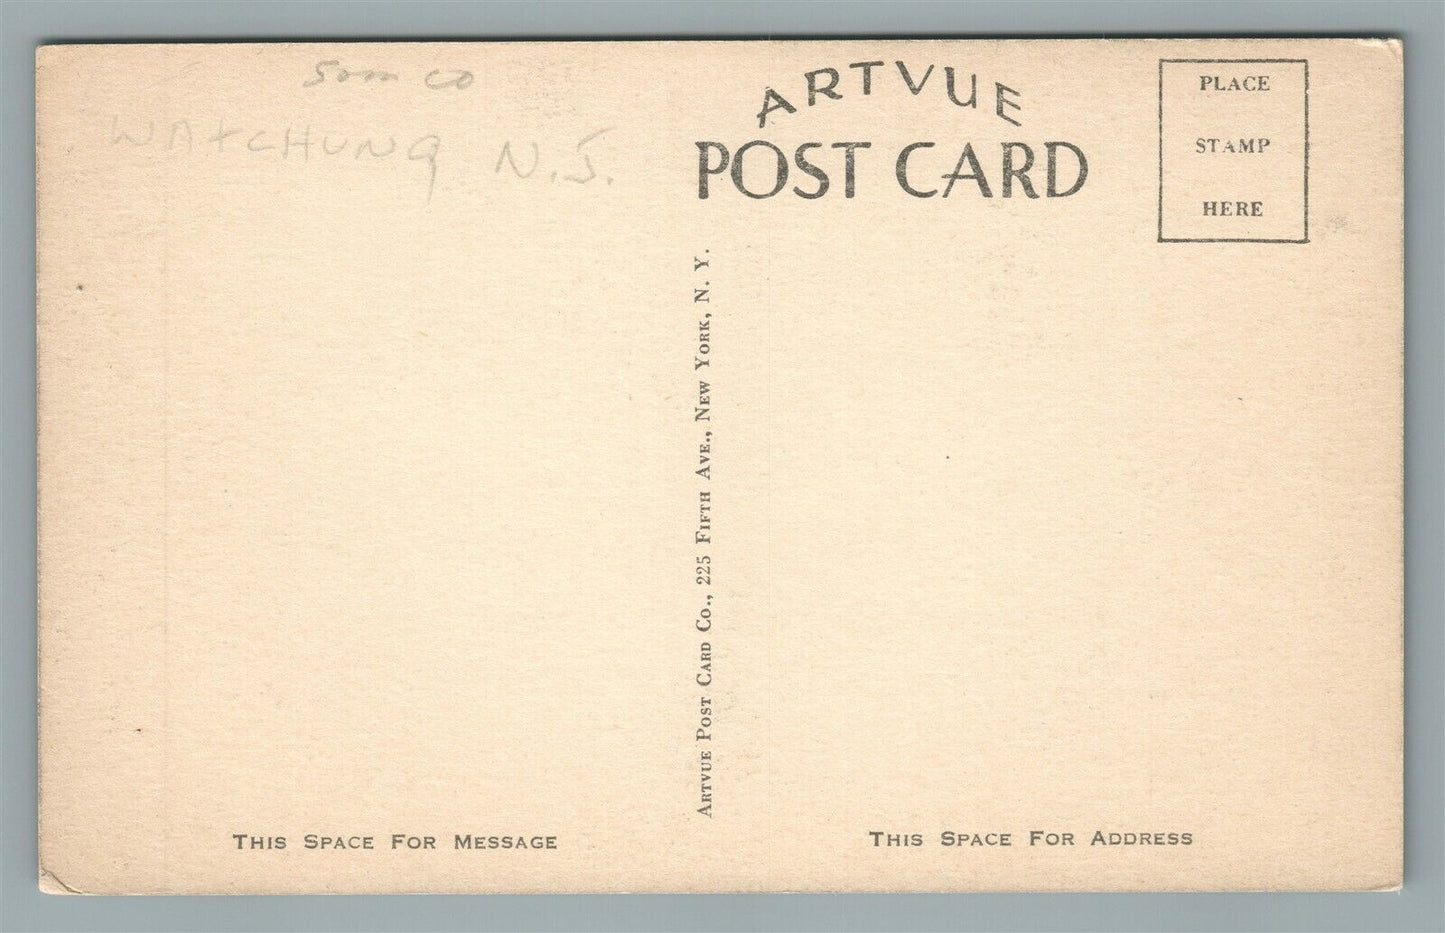 Som Co
WATCHUNG N.J.
ARTVUE
POST CARD
PLACE
STAMP
HERE
ARTVUE POST CARD CO., 225 FIFTH AVE., NEW YORK, N. Y.
THIS SPACE FOR MESSAGE
THIS SPACE FOR ADDRESS